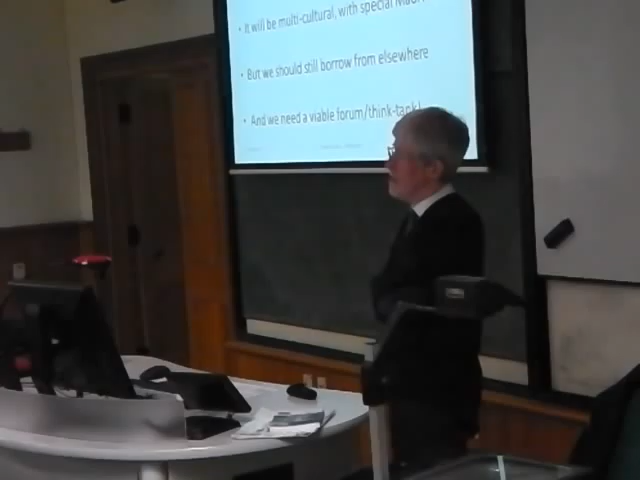 • It will be multi-cultural, with special Maori
• But we should still borrow from elsewhere
• And we need a viable forum/think-tank!